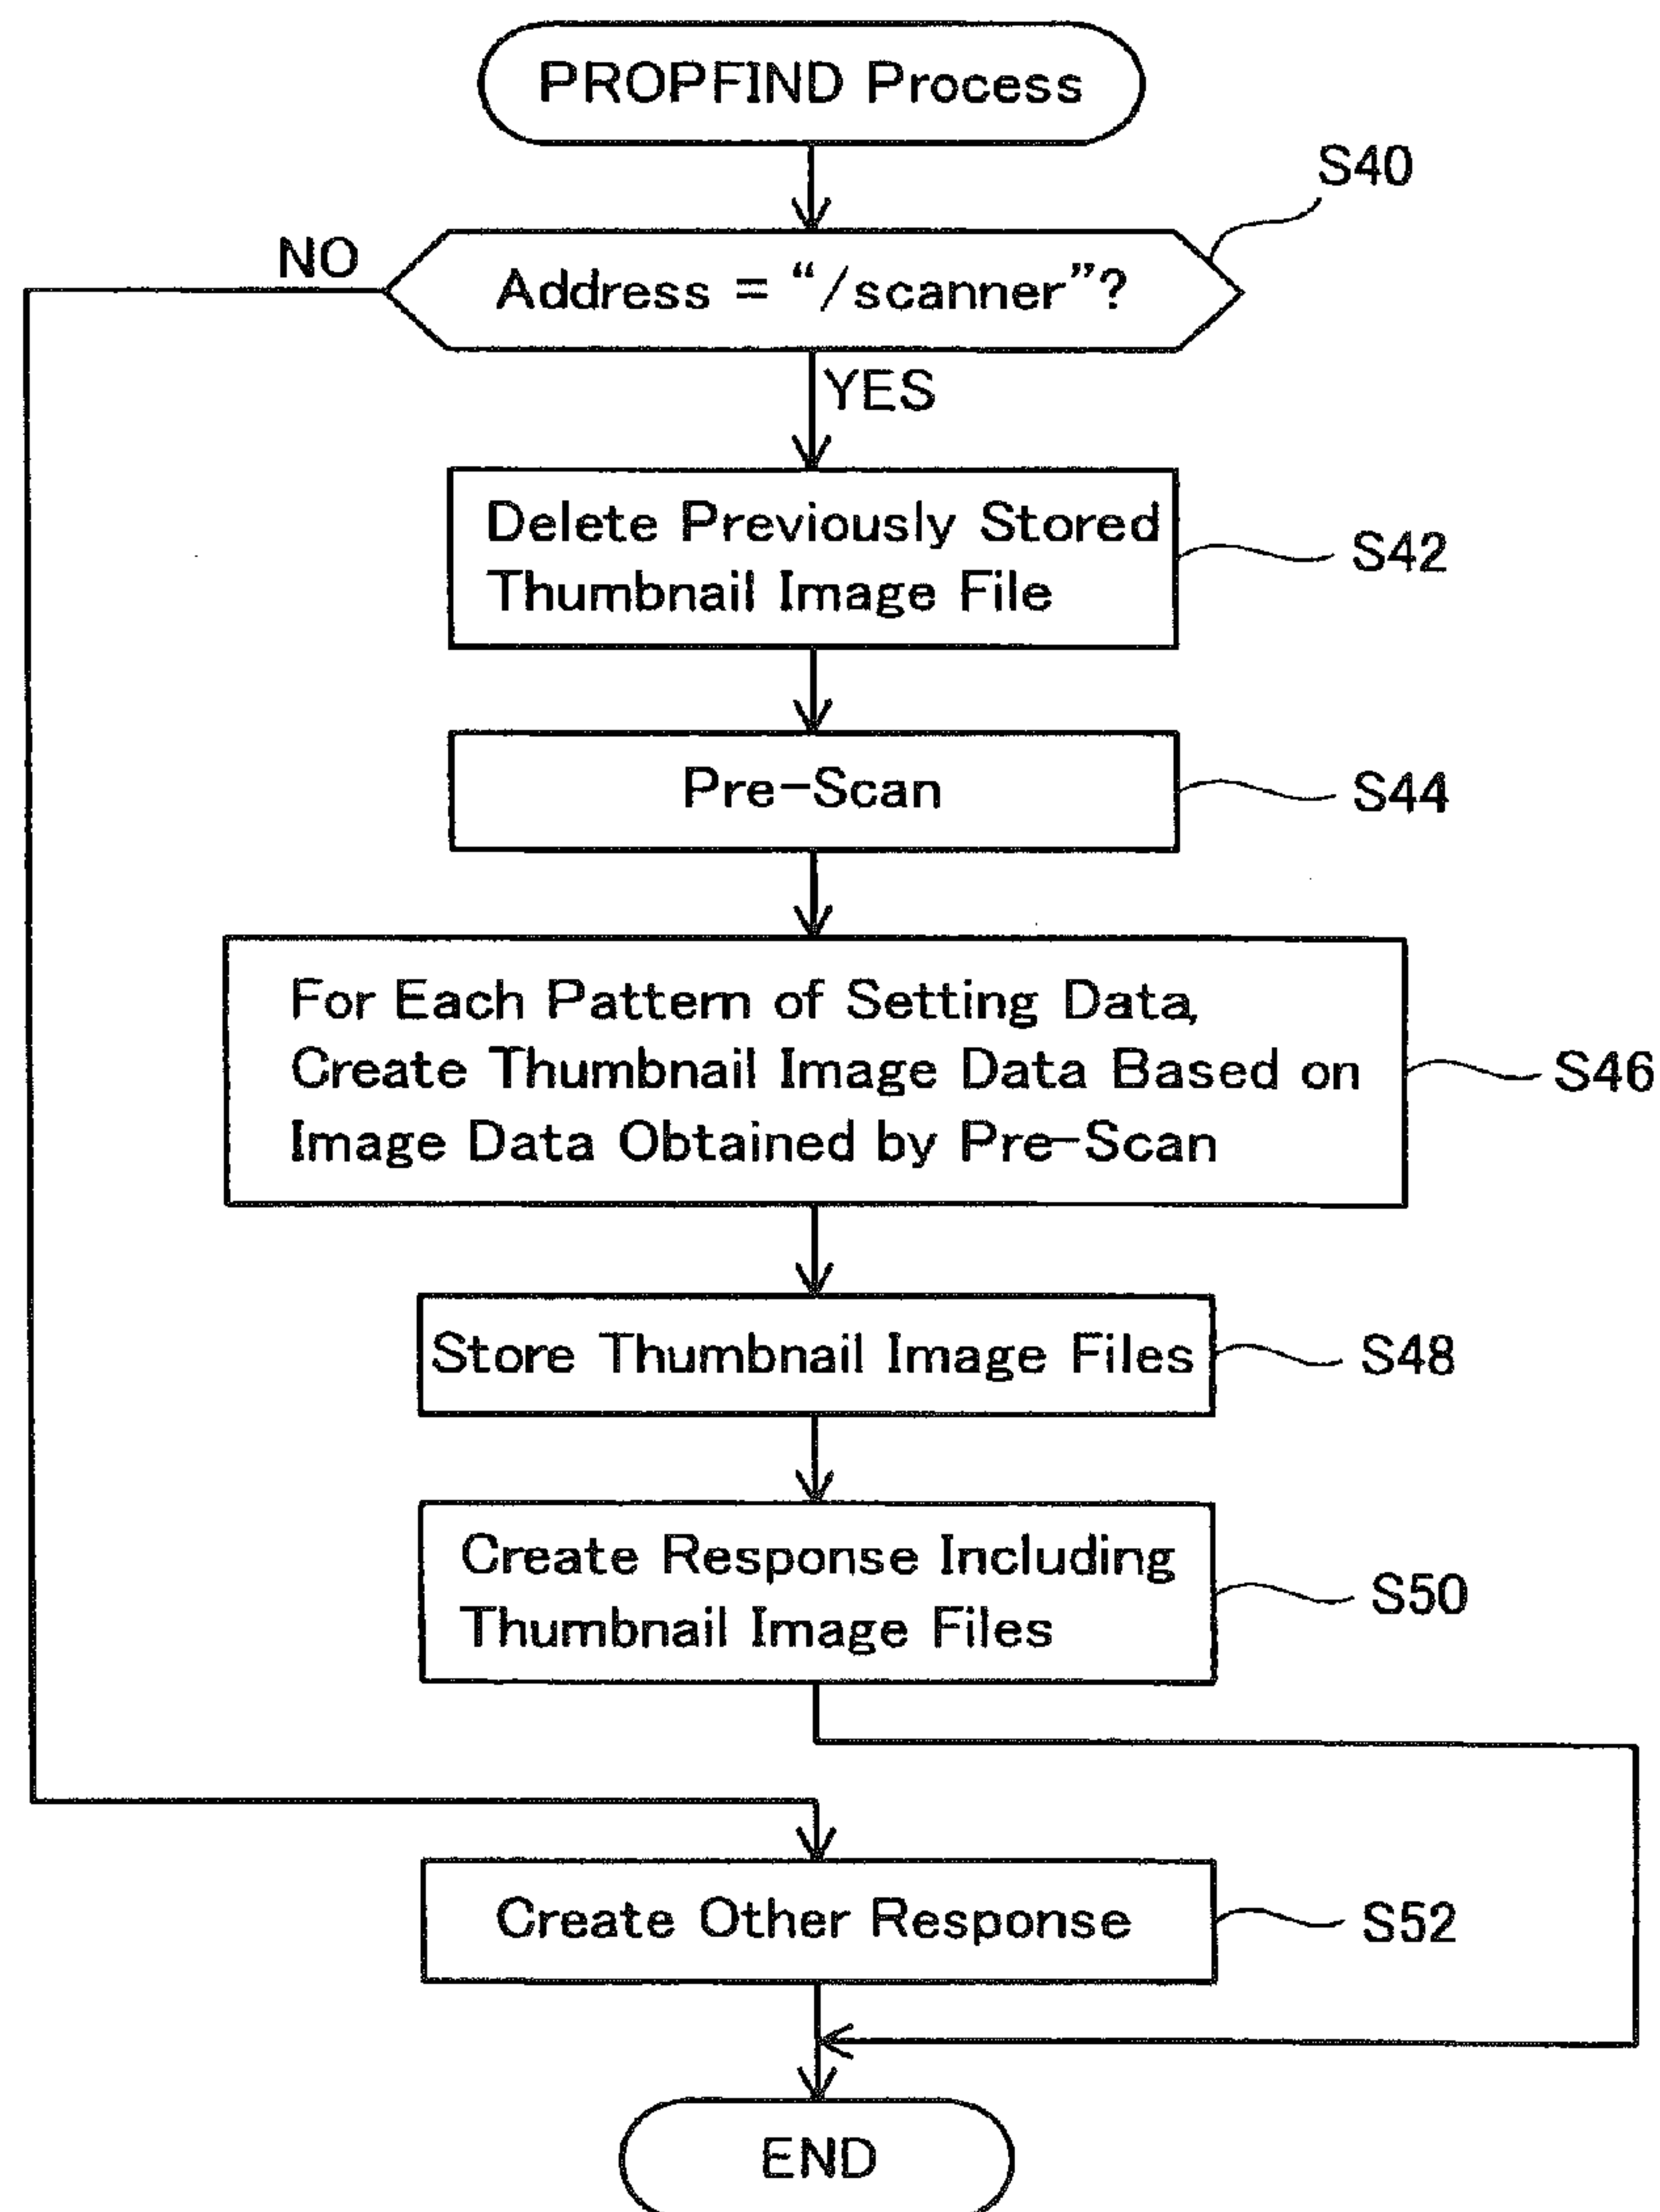 PROPFIND Process
S40
NO
Address = “/scanner”?
YES
Delete Previously Stored
Thumbnail Image File
S42
Pre-Scan
S44
For Each Pattern of Setting Data,
Create Thumbnail Image Data Based on
Image Data Obtained by Pre-Scan
S46
Store Thumbnail Image Files
S48
Create Response Including
Thumbnail Image Files
S50
Create Other Response
S52
END